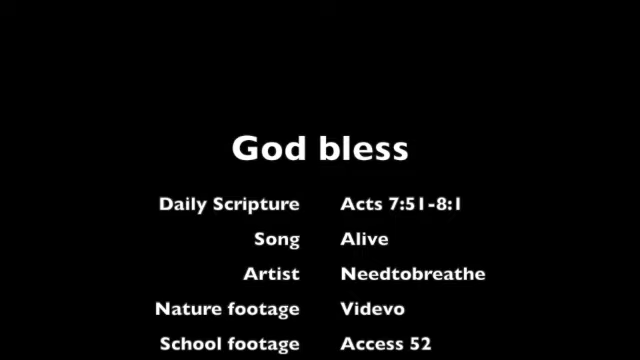 God bless
Daily Scripture Acts 7:51-8:1
Song Alive
Artist Needtobreathe
Nature footage Videvo
School footage Access 52